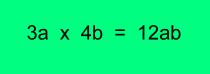 3a x 4b = 12ab